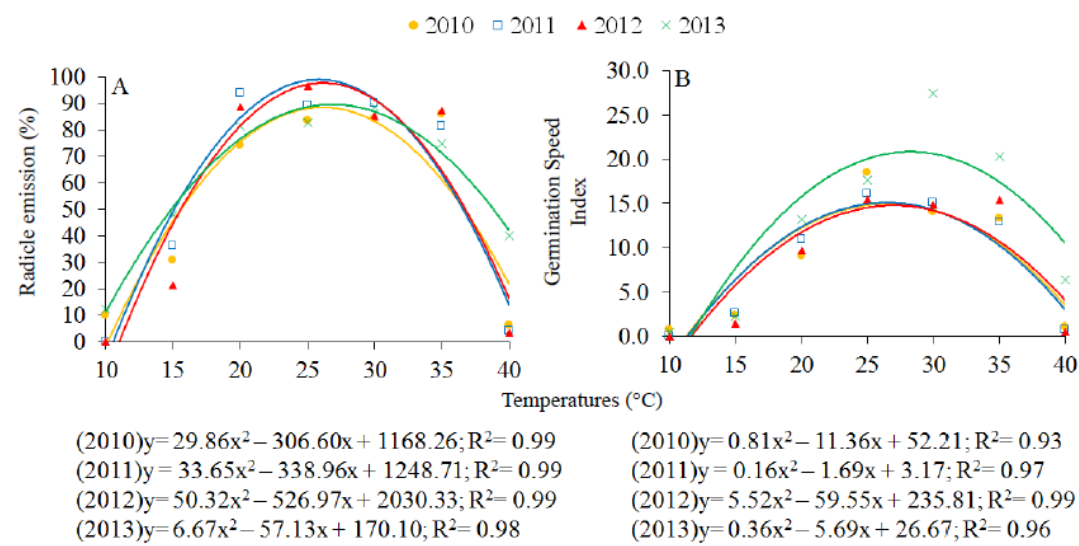 2010 2011 2012 2013
A
100
90
80
70
60
50
40
30
20
10
0
Radicle emission (%)
10 15 20 25 30 35 40
B
30.0
25.0
20.0
15.0
10.0
5.0
0.0
Germination Speed
Index
10 15 20 25 30 35 40
Temperatures (°C)
(2010)y= 29.86x² – 306.60x + 1168.26; R²= 0.99
(2011)y = 33.65x² – 338.96x + 1248.71; R²= 0.99
(2012)y= 50.32x² – 526.97x + 2030.33; R²= 0.99
(2013)y= 6.67x² – 57.13x + 170.10; R²= 0.98
(2010)y= 0.81x² – 11.36x + 52.21; R²= 0.93
(2011)y= 0.16x² – 1.69x + 3.17; R²= 0.97
(2012)y= 5.52x² – 59.55x + 235.81; R²= 0.99
(2013)y= 0.36x² – 5.69x + 26.67; R²= 0.96